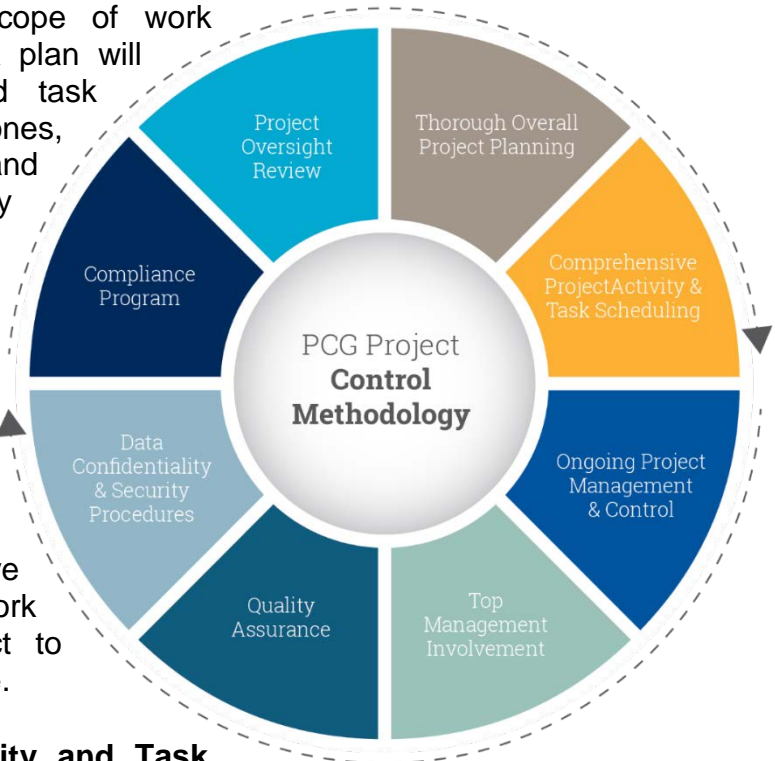 cope of work
plan will
d task
ones,
and
y
ve
ork
ct to
ity and Task
Project
Oversight
Review
Thorough Overall
Project Planning
Comprehensive
ProjectActivity &
Task Scheduling
Ongoing Project
Management
& Control
Top
Management
Involvement
Quality
Assurance
Data
Confidentiality
& Security
Procedures
Compliance
Program
PCG Project
Control
Methodology